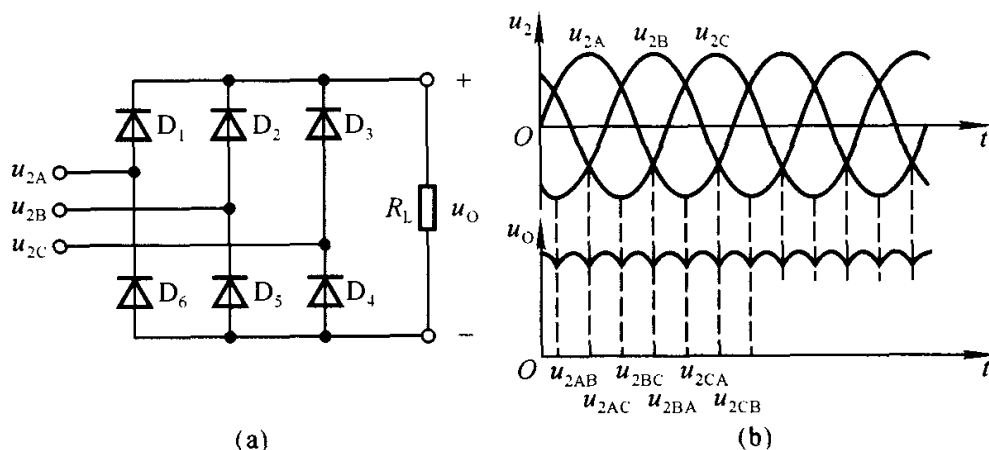 u2A
u2B
u2C
D1
D2
D3
D6
D5
D4
RL
uO
+
−
(a)
u2
u2A
u2B
u2C
O
t
uO
O
u2AB
u2BC
u2CA
t
u2AC
u2BA
u2CB
(b)